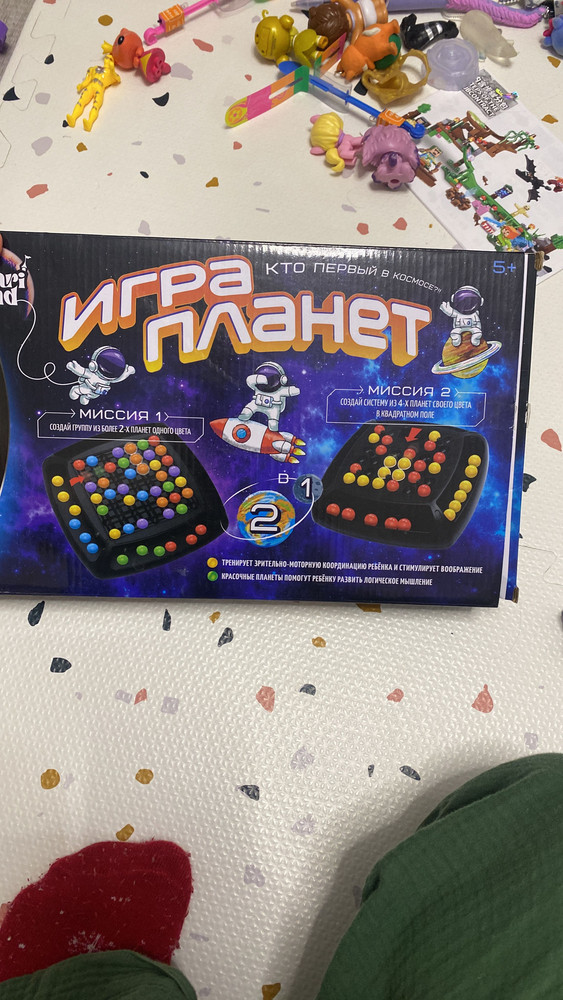 КТО ПЕРВЫЙ В КОСМОСЕ?!
5+
ИГРА
ПЛАНЕТ
МИССИЯ 1
СОЗДАЙ ГРУППУ ИЗ БОЛЕЕ 2-Х ПЛАНЕТ ОДНОГО ЦВЕТА
МИССИЯ 2
СОЗДАЙ СИСТЕМУ ИЗ 4-Х ПЛАНЕТ СВОЕГО ЦВЕТА
В КВАДРАТНОМ ПОЛЕ
2 В 1
ТРЕНИРУЕТ ЗРИТЕЛЬНО-МОТОРНУЮ КООРДИНАЦИЮ РЕБЁНКА И СТИМУЛИРУЕТ ВООБРАЖЕНИЕ
КРАСОЧНЫЕ ПЛАНЕТЫ ПОМОГУТ РЕБЁНКУ РАЗВИТЬ ЛОГИЧЕСКОЕ МЫШЛЕНИЕ